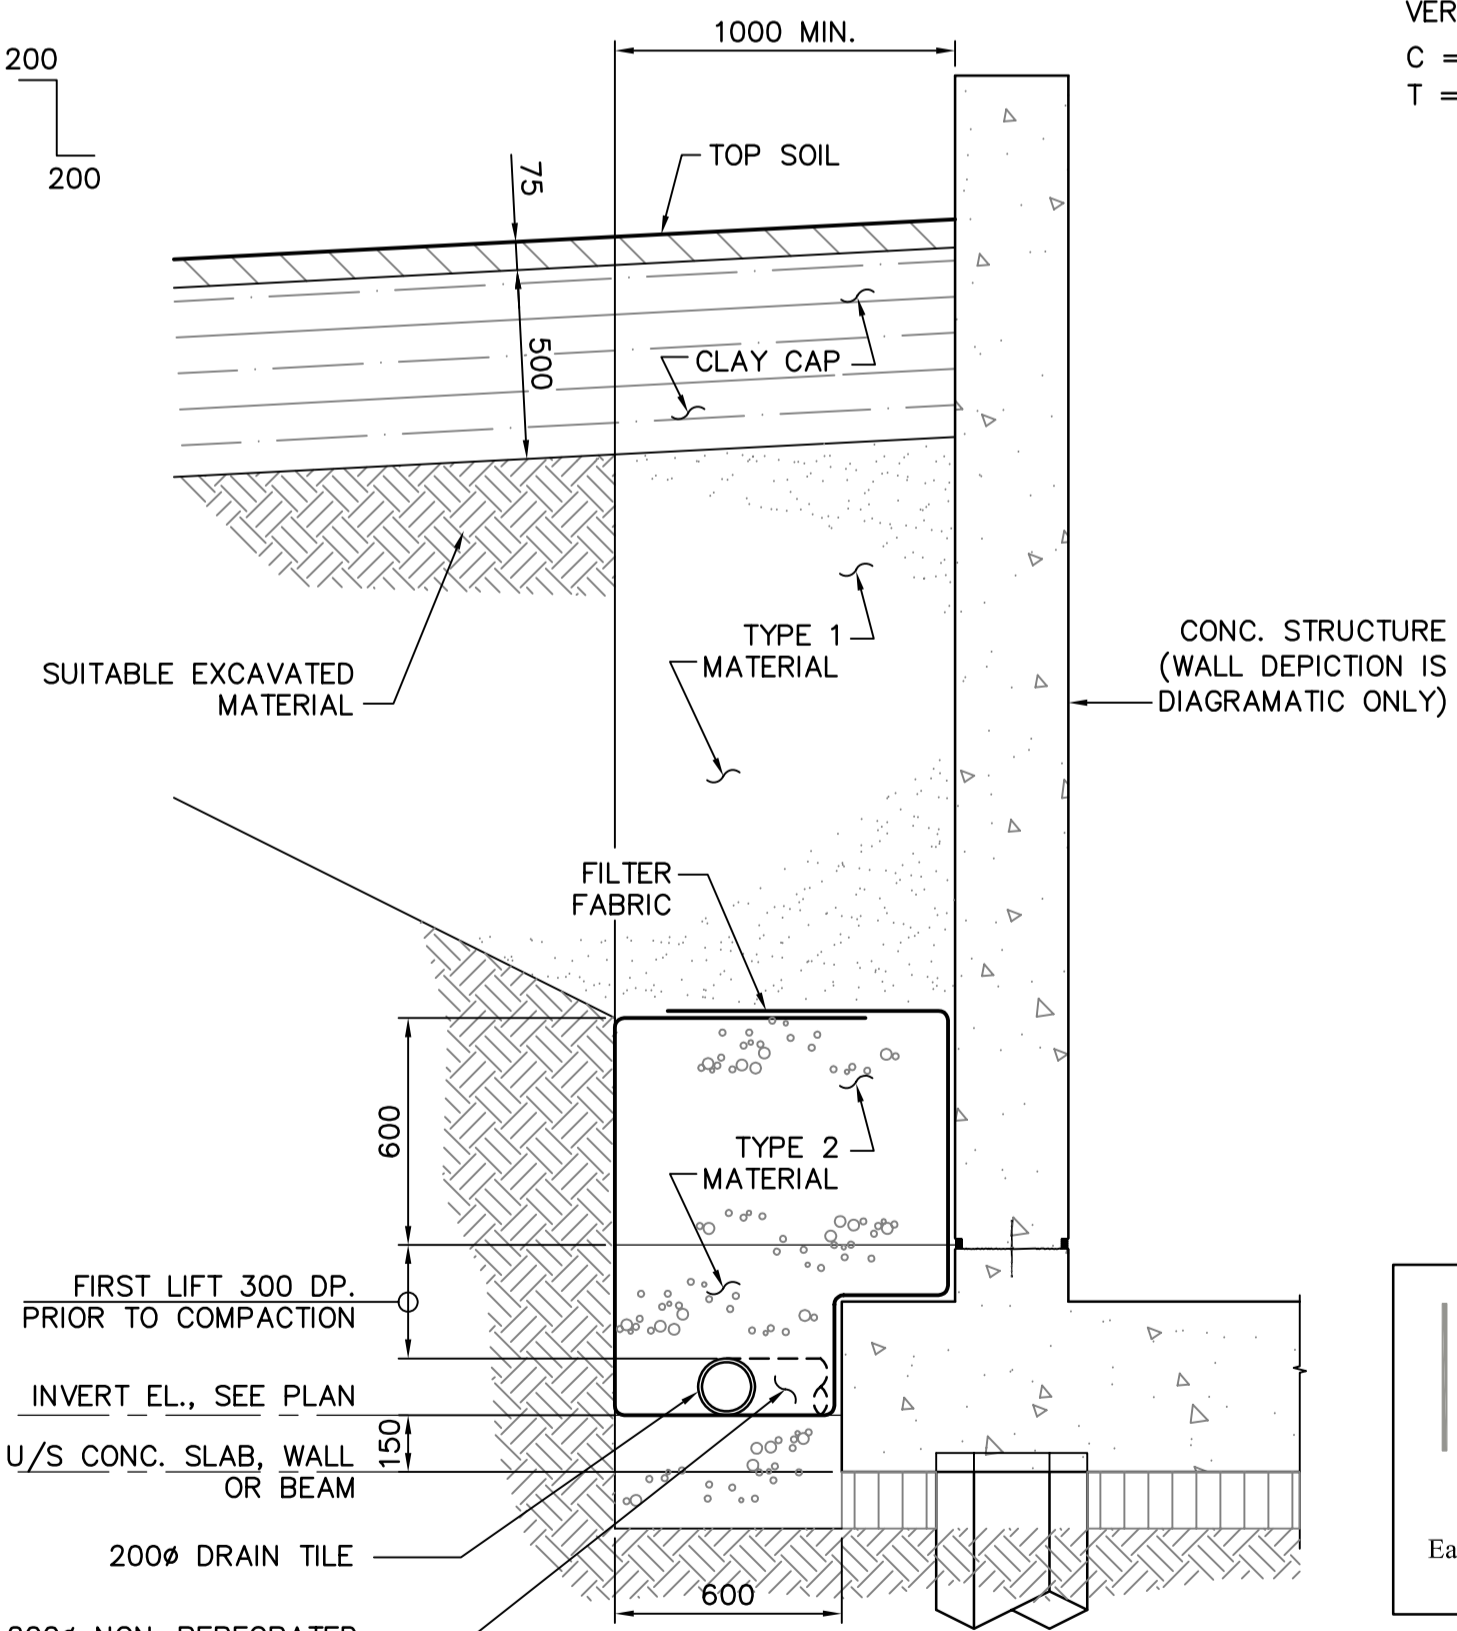 VER
C =
T =
200
200
1000 MIN.
75
TOP SOIL
500
CLAY CAP
TYPE 1
MATERIAL
SUITABLE EXCAVATED
MATERIAL
CONC. STRUCTURE
(WALL DEPICTION IS
DIAGRAMATIC ONLY)
FILTER
FABRIC
600
TYPE 2
MATERIAL
FIRST LIFT 300 DP.
PRIOR TO COMPACTION
INVERT EL., SEE PLAN
150
U/S CONC. SLAB, WALL
OR BEAM
200ø DRAIN TILE
600
Ea
NON-PERFORATED